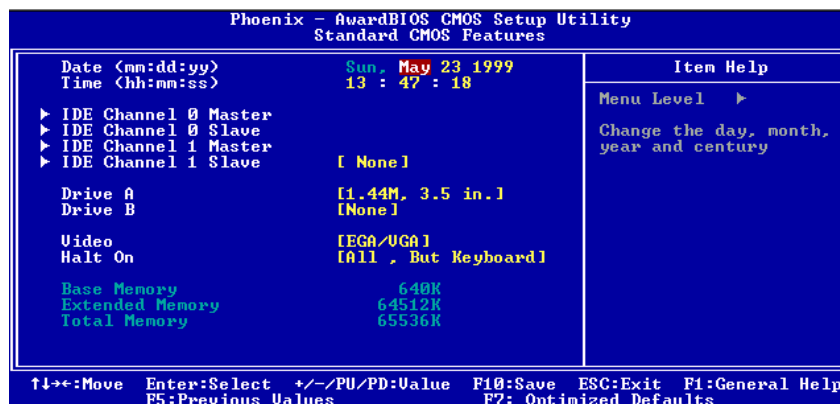 Phoenix - AwardBIOS CMOS Setup Utility
Standard CMOS Features
Date (mm:dd:yy) Sun, May 23 1999
Time (hh:mm:ss) 13 : 47 : 18
IDE Channel 0 Master
IDE Channel 0 Slave
IDE Channel 1 Master
IDE Channel 1 Slave [ None]
Drive A [1.44M, 3.5 in.]
Drive B [None]
Video [EGA/VGA]
Halt On [All , But Keyboard]
Base Memory 640K
Extended Memory 64512K
Total Memory 65536K
Item Help
Menu Level ▶
Change the day, month,
year and century
↑↓→←:Move Enter:Select +/-/PU/PD:Value F10:Save ESC:Exit F1:General Help
F5:Previous Values F7: Optimized Defaults